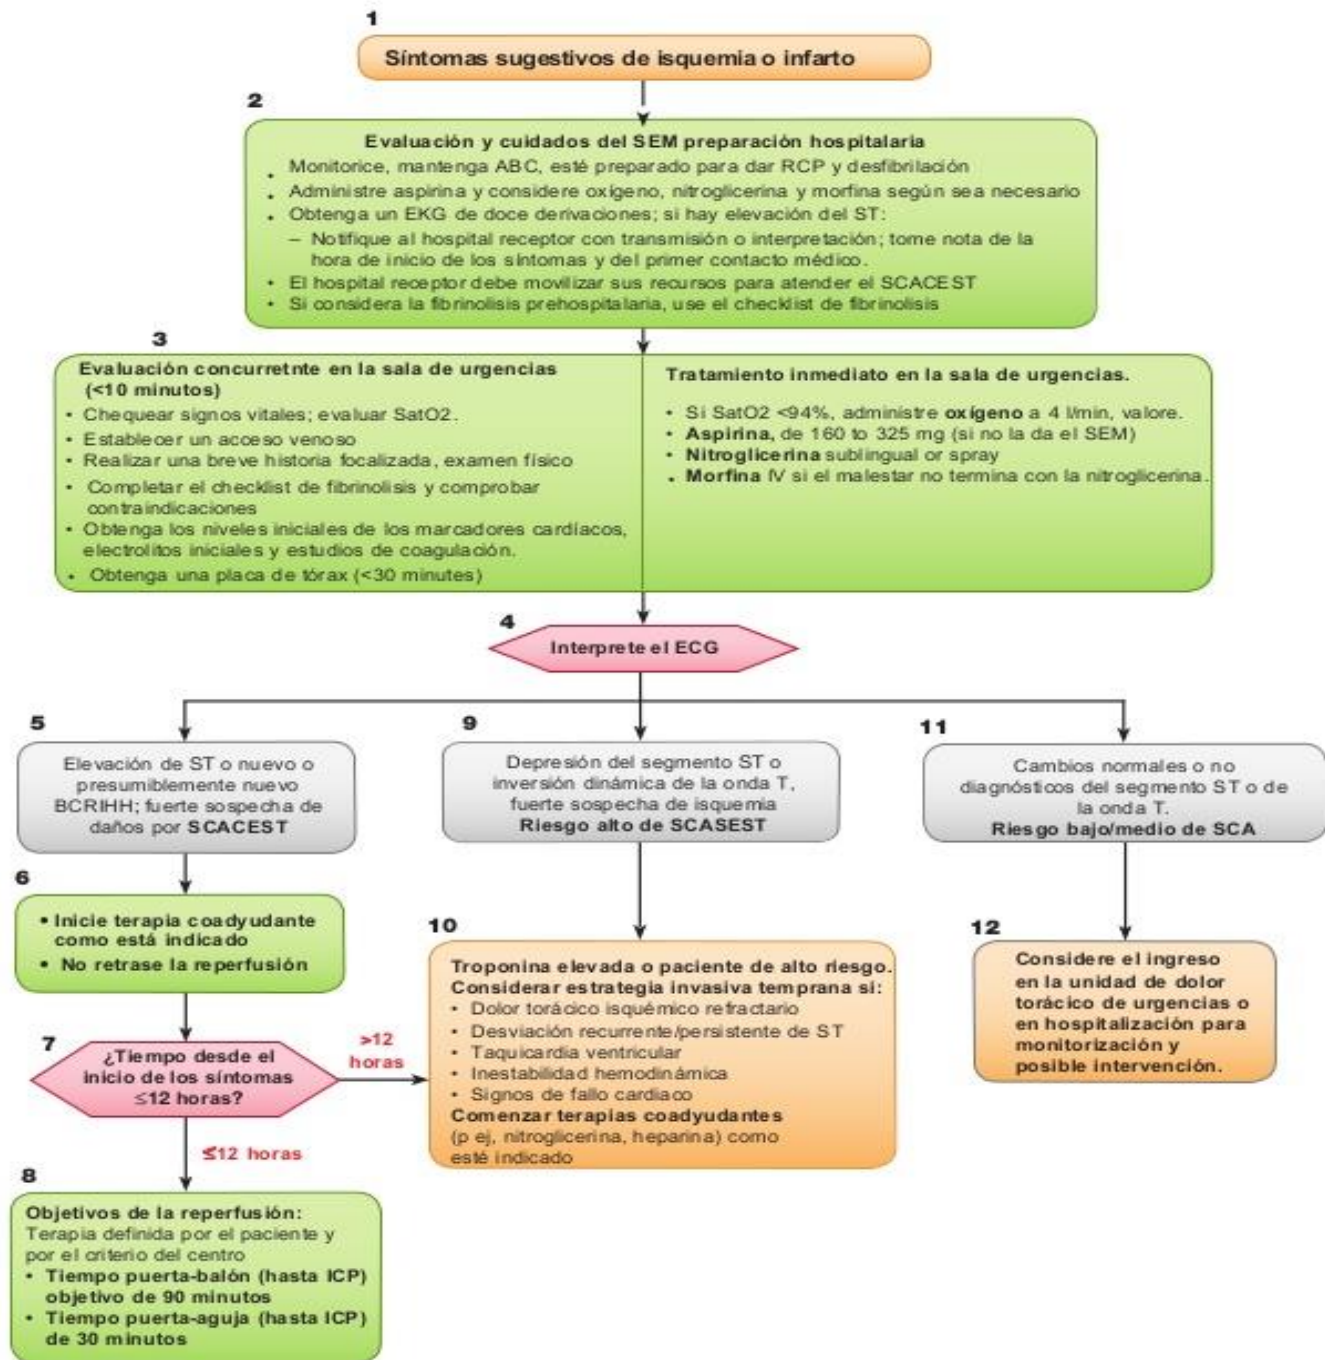 1
Síntomas sugestivos de isquemia o infarto
2
Evaluación y cuidados del SEM preparación hospitalaria
Monitorice, mantenga ABC, esté preparado para dar RCP y desfibrilación
• Administre aspirina y considere oxígeno, nitroglicerina y morfina según sea necesario
• Obtenga un EKG de doce derivaciones; si hay elevación del ST:
– Notifique al hospital receptor con transmisión o interpretación; tome nota de la
hora de inicio de los síntomas y del primer contacto médico.
• El hospital receptor debe movilizar sus recursos para atender el SCACEST
• Si considera la fibrinolisis prehospitalaria, use el checklist de fibrinolisis
3
Evaluación concurretnte en la sala de urgencias
(<10 minutos)
• Chequear signos vitales; evaluar SatO2.
• Establecer un acceso venoso
• Realizar una breve historia focalizada, examen físico
• Completar el checklist de fibrinolisis y comprobar
contraindicaciones
• Obtenga los niveles iniciales de los marcadores cardíacos,
electrolitos iniciales y estudios de coagulación.
• Obtenga una placa de tórax (<30 minutes)
Tratamiento inmediato en la sala de urgencias.
• Si SatO2 <94%, administre oxígeno a 4 l/min, valore.
• Aspirina, de 160 to 325 mg (si no la da el SEM)
• Nitroglicerina sublingual or spray
• Morfina IV si el malestar no termina con la nitroglicerina.
4
Interprete el ECG
5
Elevación de ST o nuevo o
presumiblemente nuevo
BCRIHH; fuerte sospecha de
daños por SCACEST
6
• Inicie terapia coadyudante
como está indicado
• No retrase la reperfusión
7
¿Tiempo desde el
inicio de los síntomas
≤12 horas?
>12
horas
≤12 horas
8
Objetivos de la reperfusión:
Terapia definida por el paciente y
por el criterio del centro
• Tiempo puerta-balón (hasta ICP)
objetivo de 90 minutos
• Tiempo puerta-aguja (hasta ICP)
de 30 minutos
9
Depresión del segmento ST o
inversión dinámica de la onda T,
fuerte sospecha de isquemia
Riesgo alto de SCASEST
10
Troponina elevada o paciente de alto riesgo.
Considerar estrategia invasiva temprana si:
• Dolor torácico isquémico refractario
• Desviación recurrente/persistente de ST
• Taquicardia ventricular
• Inestabilidad hemodinámica
• Signos de fallo cardiaco
Comenzar terapias coadyudantes
(p ej, nitroglicerina, heparina) como
esté indicado
11
Cambios normales o no
diagnósticos del segmento ST o de
la onda T.
Riesgo bajo/medio de SCA
12
Considere el ingreso
en la unidad de dolor
torácico de urgencias o
en hospitalización para
monitorización y
posible intervención.